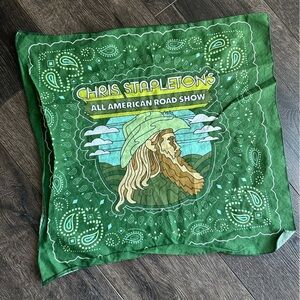 CHRIS STAPLETON'S
ALL AMERICAN ROAD SHOW